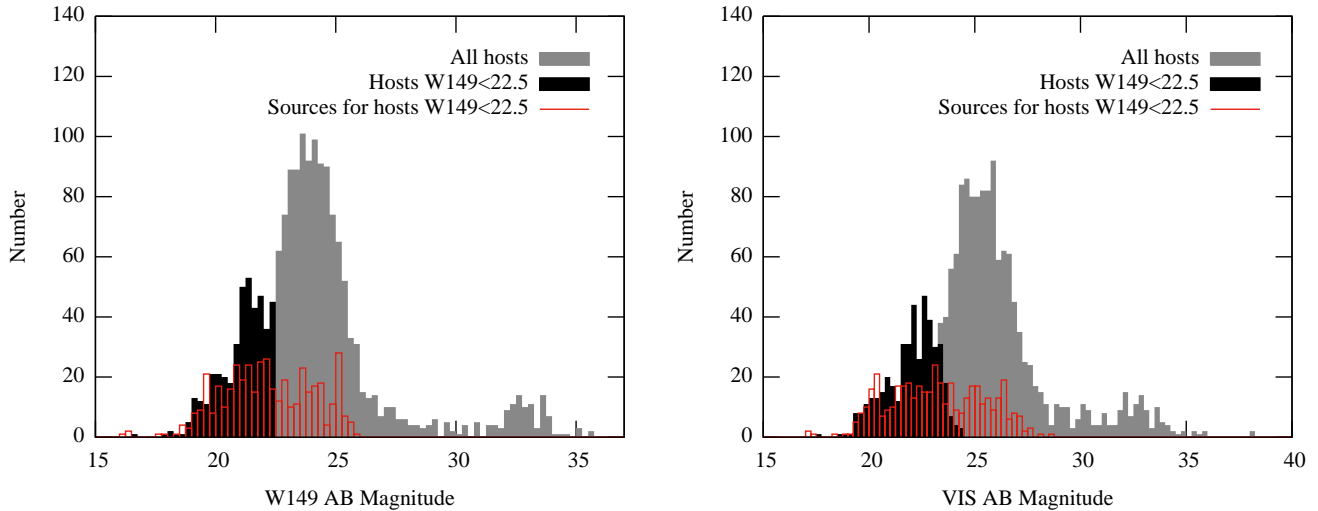 140
120
100
80
60
40
20
0
Number
All hosts
Hosts W149<22.5
Sources for hosts W149<22.5
15 20 25 30 35
W149 AB Magnitude
140
120
100
80
60
40
20
0
Number
All hosts
Hosts W149<22.5
Sources for hosts W149<22.5
15 20 25 30 35 40
VIS AB Magnitude